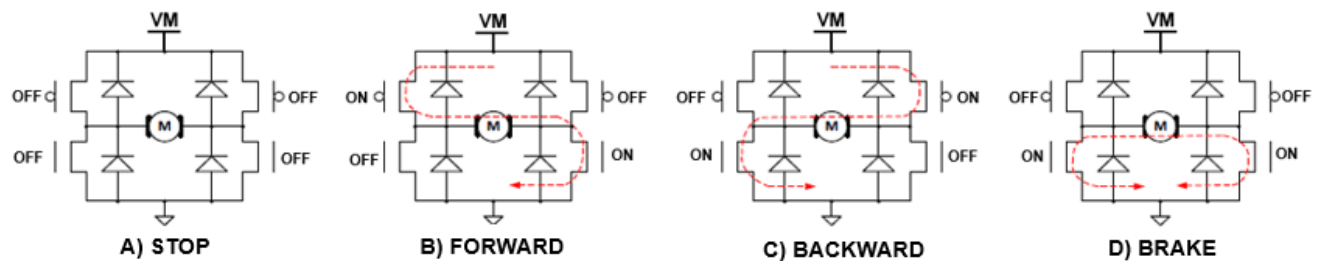 VM
OFF
OFF
M
OFF
OFF
A) STOP
VM
ON
OFF
M
OFF
ON
B) FORWARD
VM
OFF
ON
M
ON
OFF
C) BACKWARD
VM
OFF
OFF
M
ON
ON
D) BRAKE